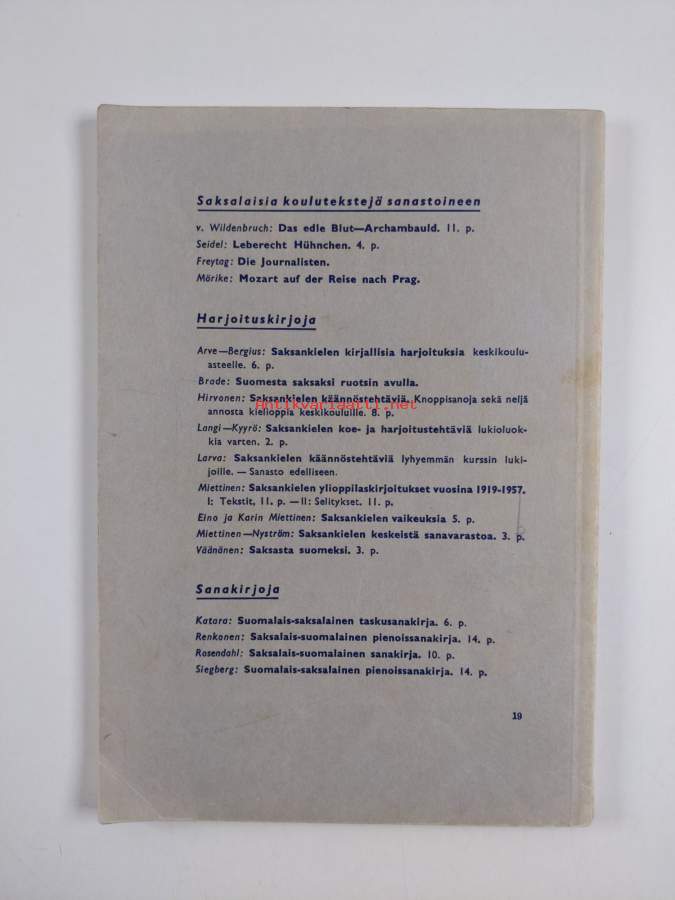 Saksalaisia koulutekstejä sanastoineen
v. Wildenbruch: Das edle Blut—Archambauld. 11. p.
Seidel: Leberecht Hühnchen. 4. p.
Freytag: Die Journalisten.
Mörike: Mozart auf der Reise nach Prag.
Harjoituskirjoja
Arve—Bergius: Saksankielen kirjallisia harjoituksia keskikoulu-
asteelle. 6. p.
Brade: Suomesta saksaksi ruotsin avulla.
Hirvonen: Saksankielen käännöstehtäviä. Knoppisanoja sekä neljä
Antikvariaatti.net
annosta kielioppia keskikouluille. 8. p.
Langi—Kyyrö: Saksankielen koe- ja harjoitustehtäviä lukioluok-
kia varten. 2. p.
Larva: Saksankielen käännöstehtäviä lyhyemmän kurssin luki-
joille. — Sanasto edelliseen.
Miettinen: Saksankielen ylioppilaskirjoitukset vuosina 1919-1957.
I: Tekstit, 11. p. — II: Selitykset. 11. p.
Eino ja Karin Miettinen: Saksankielen vaikeuksia 5. p.
Miettinen—Nyström: Saksankielen keskeistä sanavarastoa. 3. p.
Väänänen: Saksasta suomeksi. 3. p.
Sanakirjoja
Katara: Suomalais-saksalainen taskusanakirja. 6. p.
Renkonen: Saksalais-suomalainen pienoissanakirja. 14. p.
Rosendahl: Saksalais-suomalainen sanakirja. 10. p.
Siegberg: Suomalais-saksalainen pienoissanakirja. 14. p.
19